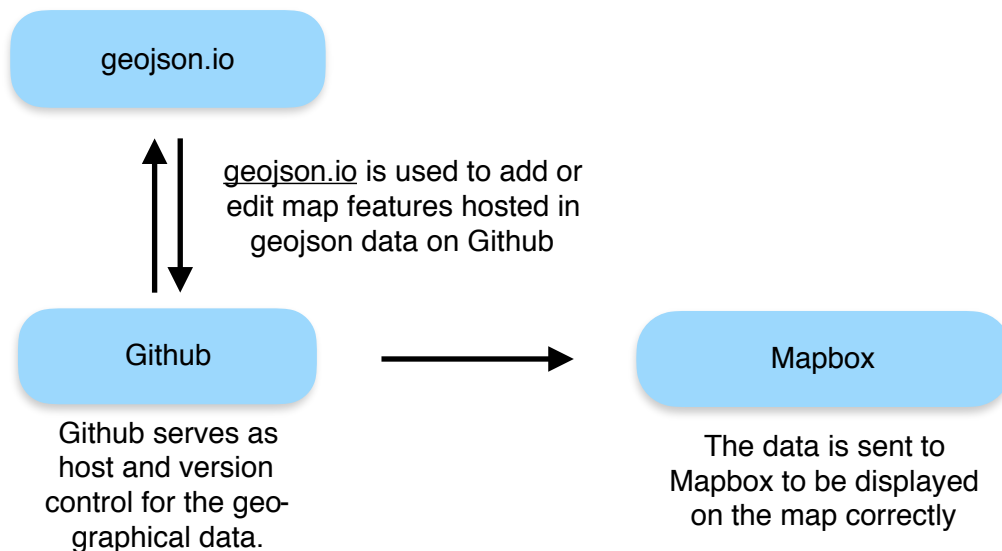 geojson.io
geojson.io is used to add or
edit map features hosted in
geojson data on Github
Github
Mapbox
Github serves as
host and version
control for the geo-
graphical data.
The data is sent to
Mapbox to be displayed
on the map correctly